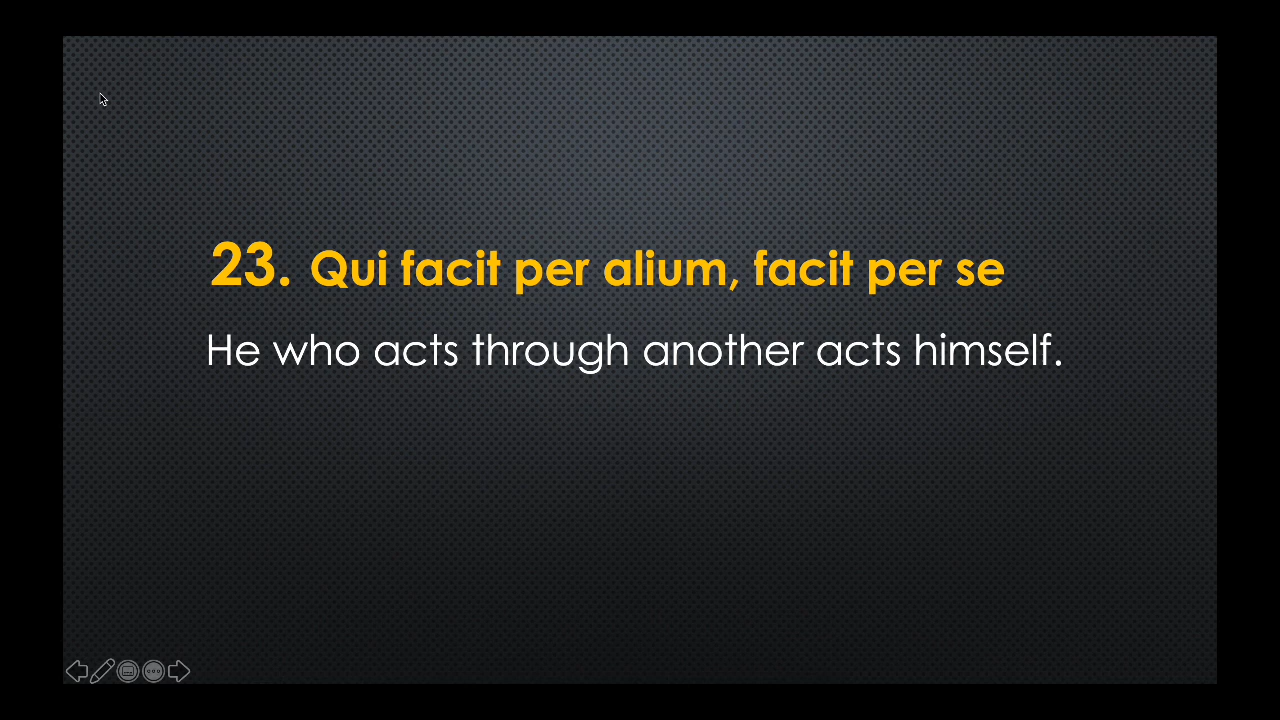 23. Qui facit per alium, facit per se
He who acts through another acts himself.